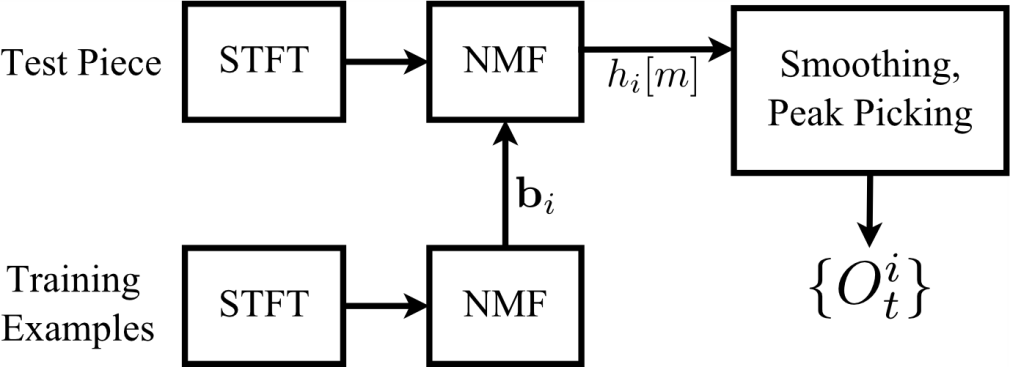 Test Piece
STFT
NMF
h_i[m]
Smoothing,
Peak Picking
b_i
{O_t^i}
Training
Examples
STFT
NMF